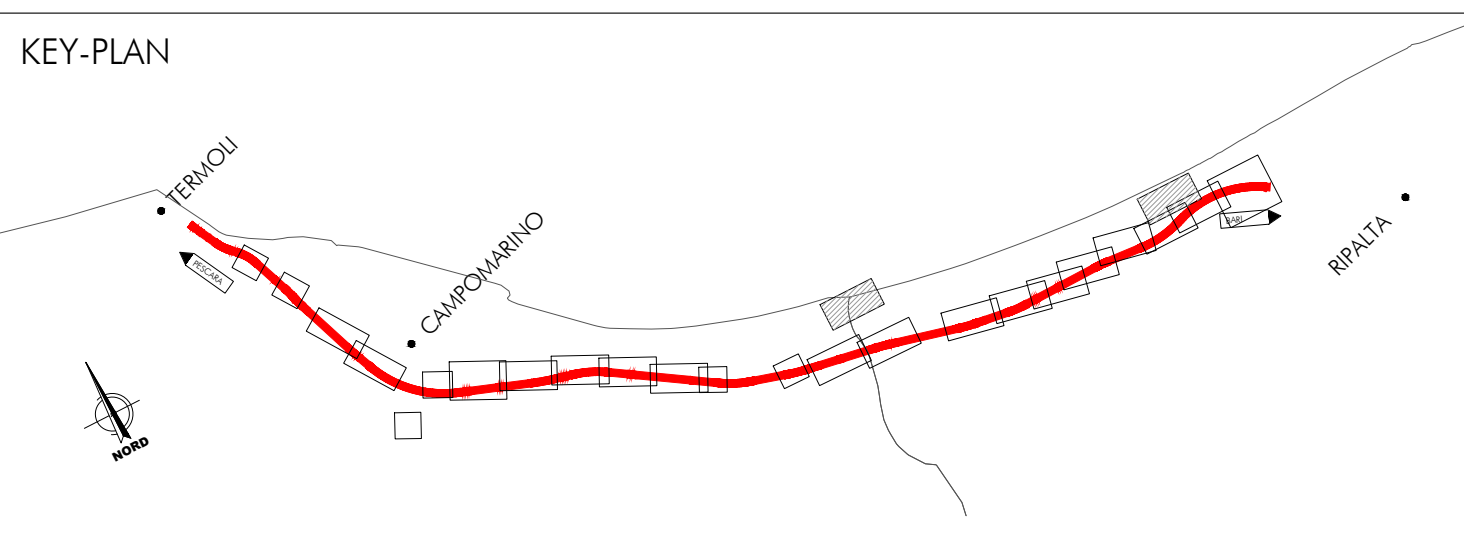 KEY-PLAN
TERMOLI
PESCARA
CAMPOMARINO
BARI
RIPALTA
NORD